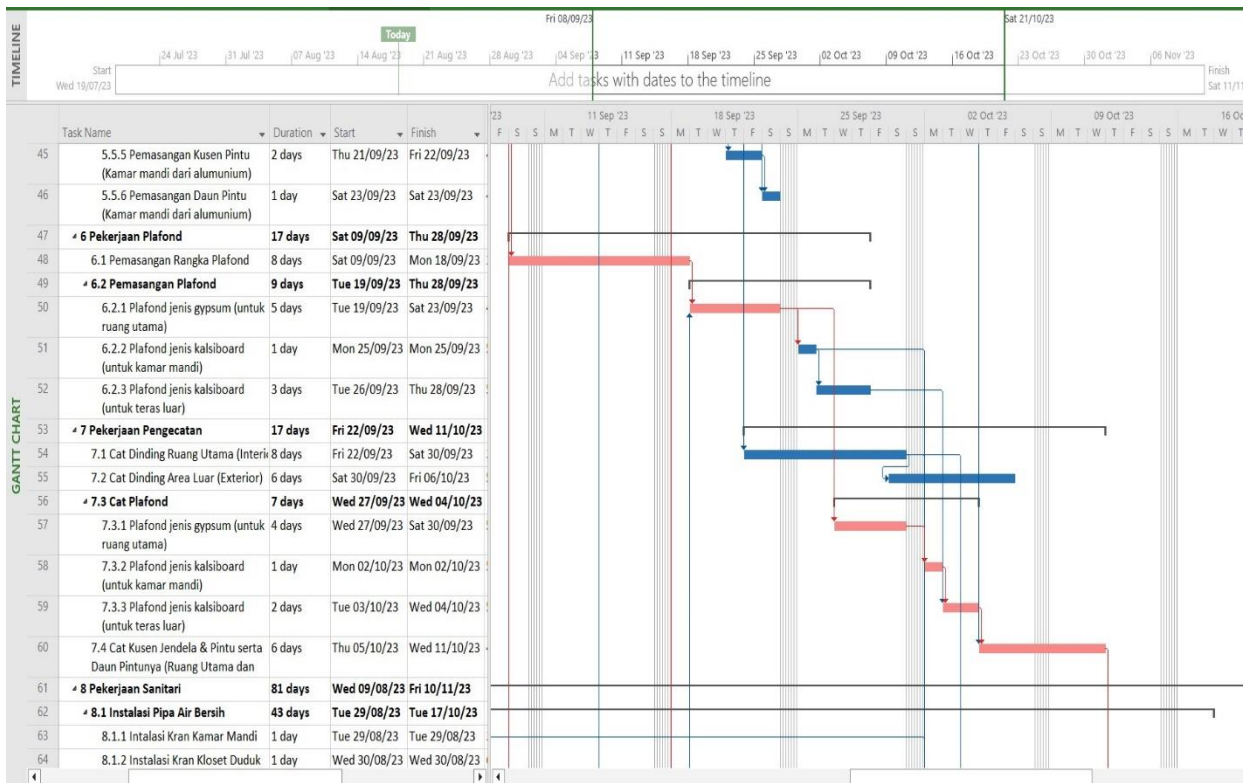 TIMELINE
Fri 08/09/23 Sat 21/10/23
Today
24 Jul '23 31 Jul '23 07 Aug '23 14 Aug '23 21 Aug '23 28 Aug '23 04 Sep '23 11 Sep '23 18 Sep '23 25 Sep '23 02 Oct '23 09 Oct '23 16 Oct '23 23 Oct '23 30 Oct '23 06 Nov '23
Start
Wed 19/07/23
Add tasks with dates to the timeline
Finish
Sat 11/11
GANTT CHART
'23 11 Sep '23 18 Sep '23 25 Sep '23 02 Oct '23 09 Oct '23 16 Oc
Task Name Duration Start Finish
F S S M T W T F S S M T W T F S S M T W T F S S M T W T F S S M T W T F S S M T W T
45 5.5.5 Pemasangan Kusen Pintu 2 days Thu 21/09/23 Fri 22/09/23
(Kamar mandi dari alumunium)
46 5.5.6 Pemasangan Daun Pintu 1 day Sat 23/09/23 Sat 23/09/23
(Kamar mandi dari alumunium)
47 6 Pekerjaan Plafond 17 days Sat 09/09/23 Thu 28/09/23
48 6.1 Pemasangan Rangka Plafond 8 days Sat 09/09/23 Mon 18/09/23
49 6.2 Pemasangan Plafond 9 days Tue 19/09/23 Thu 28/09/23
50 6.2.1 Plafond jenis gypsum (untuk 5 days Tue 19/09/23 Sat 23/09/23
ruang utama)
51 6.2.2 Plafond jenis kalsiboard 1 day Mon 25/09/23 Mon 25/09/23
(untuk kamar mandi)
52 6.2.3 Plafond jenis kalsiboard 3 days Tue 26/09/23 Thu 28/09/23
(untuk teras luar)
53 7 Pekerjaan Pengecatan 17 days Fri 22/09/23 Wed 11/10/23
54 7.1 Cat Dinding Ruang Utama (Interi 8 days Fri 22/09/23 Sat 30/09/23
55 7.2 Cat Dinding Area Luar (Exterior) 6 days Sat 30/09/23 Fri 06/10/23
56 7.3 Cat Plafond 7 days Wed 27/09/23 Wed 04/10/23
57 7.3.1 Plafond jenis gypsum (untuk 4 days Wed 27/09/23 Sat 30/09/23
ruang utama)
58 7.3.2 Plafond jenis kalsiboard 1 day Mon 02/10/23 Mon 02/10/23
(untuk kamar mandi)
59 7.3.3 Plafond jenis kalsiboard 2 days Tue 03/10/23 Wed 04/10/23
(untuk teras luar)
60 7.4 Cat Kusen Jendela & Pintu serta 6 days Thu 05/10/23 Wed 11/10/23
Daun Pintunya (Ruang Utama dan
61 8 Pekerjaan Sanitari 81 days Wed 09/08/23 Fri 10/11/23
62 8.1 Instalasi Pipa Air Bersih 43 days Tue 29/08/23 Tue 17/10/23
63 8.1.1 Intalasi Kran Kamar Mandi 1 day Tue 29/08/23 Tue 29/08/23
64 8.1.2 Instalasi Kran Kloset Duduk 1 day Wed 30/08/23 Wed 30/08/23